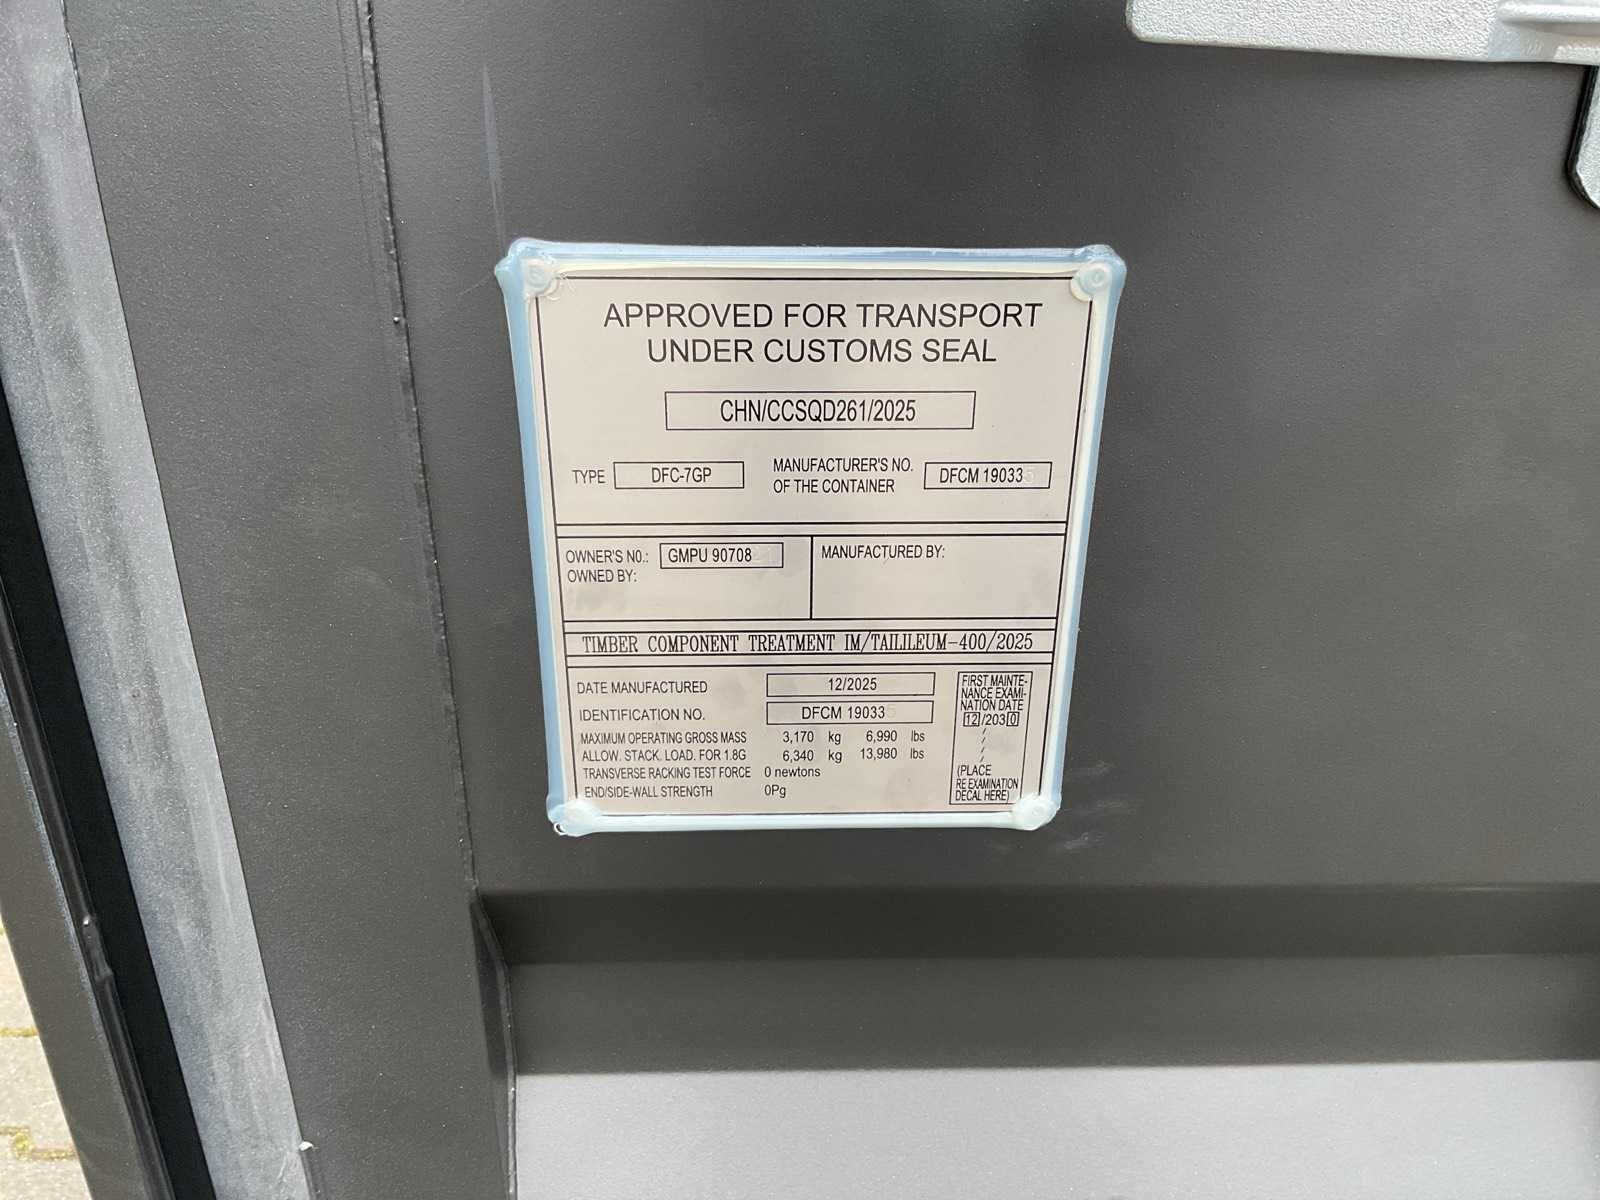 APPROVED FOR TRANSPORT
UNDER CUSTOMS SEAL
CHN/CCSQD261/2025
TYPE DFC-7GP MANUFACTURER'S NO. OF THE CONTAINER DFCM 190335
OWNER'S N0.: GMPU 90708
OWNED BY:
MANUFACTURED BY:
TIMBER COMPONENT TREATMENT IM/TAILILEUM-400/2025
DATE MANUFACTURED 12/2025
IDENTIFICATION NO. DFCM 190335
MAXIMUM OPERATING GROSS MASS 3,170 kg 6,990 lbs
ALLOW. STACK. LOAD. FOR 1.8G 6,340 kg 13,980 lbs
TRANSVERSE RACKING TEST FORCE 0 newtons
END/SIDE-WALL STRENGTH 0Pg
FIRST MAINTE-
NANCE EXAMI-
NATION DATE
12/2030
/
/
/
/
(PLACE
RE EXAMINATION
DECAL HERE)